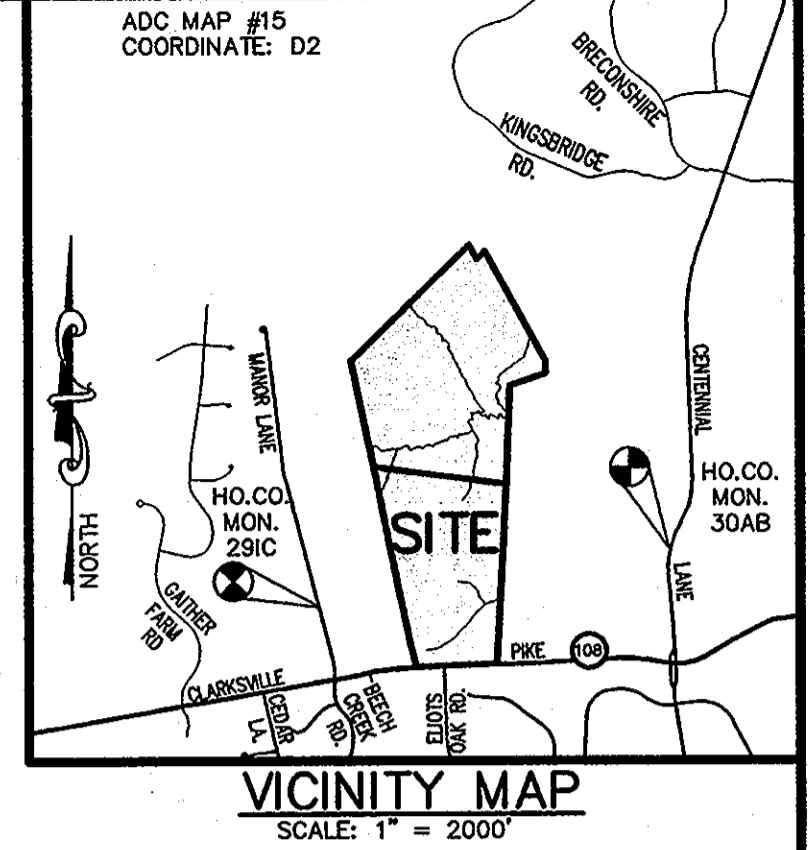 ADC MAP #15
COORDINATE: D2
BRECONSHIRE
RD.
KINGSBRIDGE
RD.
MANOR LANE
CENTENNIAL
NORTH
HO.CO.
MON.
29IC
HO.CO.
MON.
30AB
SITE
GAITHER
FARM
RD
LANE
PIKE
108
CLARKSVILLE
CEDAR
LA.
BEECH
CREEK
RD.
ELIOTS
OAK RD.
VICINITY MAP
SCALE: 1" = 2000'